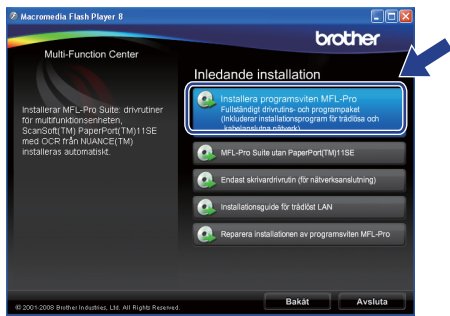 Macromedia Flash Player 8
brother
Multi-Function Center
Inledande installation
Installerar MFL-Pro Suite: drivrutiner
för multifunktionsenheten,
ScanSoft(TM) PaperPort(TM)11SE
med OCR från NUANCE(TM)
installeras automatiskt.
Installera programsviten MFL-Pro
Fullständigt drivrutins- och programpaket
(Inkluderar installationsprogram för trådlösa och
kabelanslutna nätverk)
MFL-Pro Suite utan PaperPort(TM)11SE
Endast skrivardrivrutin (för nätverksanslutning)
Installationsguide för trådlöst LAN
Reparera installationen av programsviten MFL-Pro
© 2001-2008 Brother Industries, Ltd. All Rights Reserved.
Bakåt
Avsluta